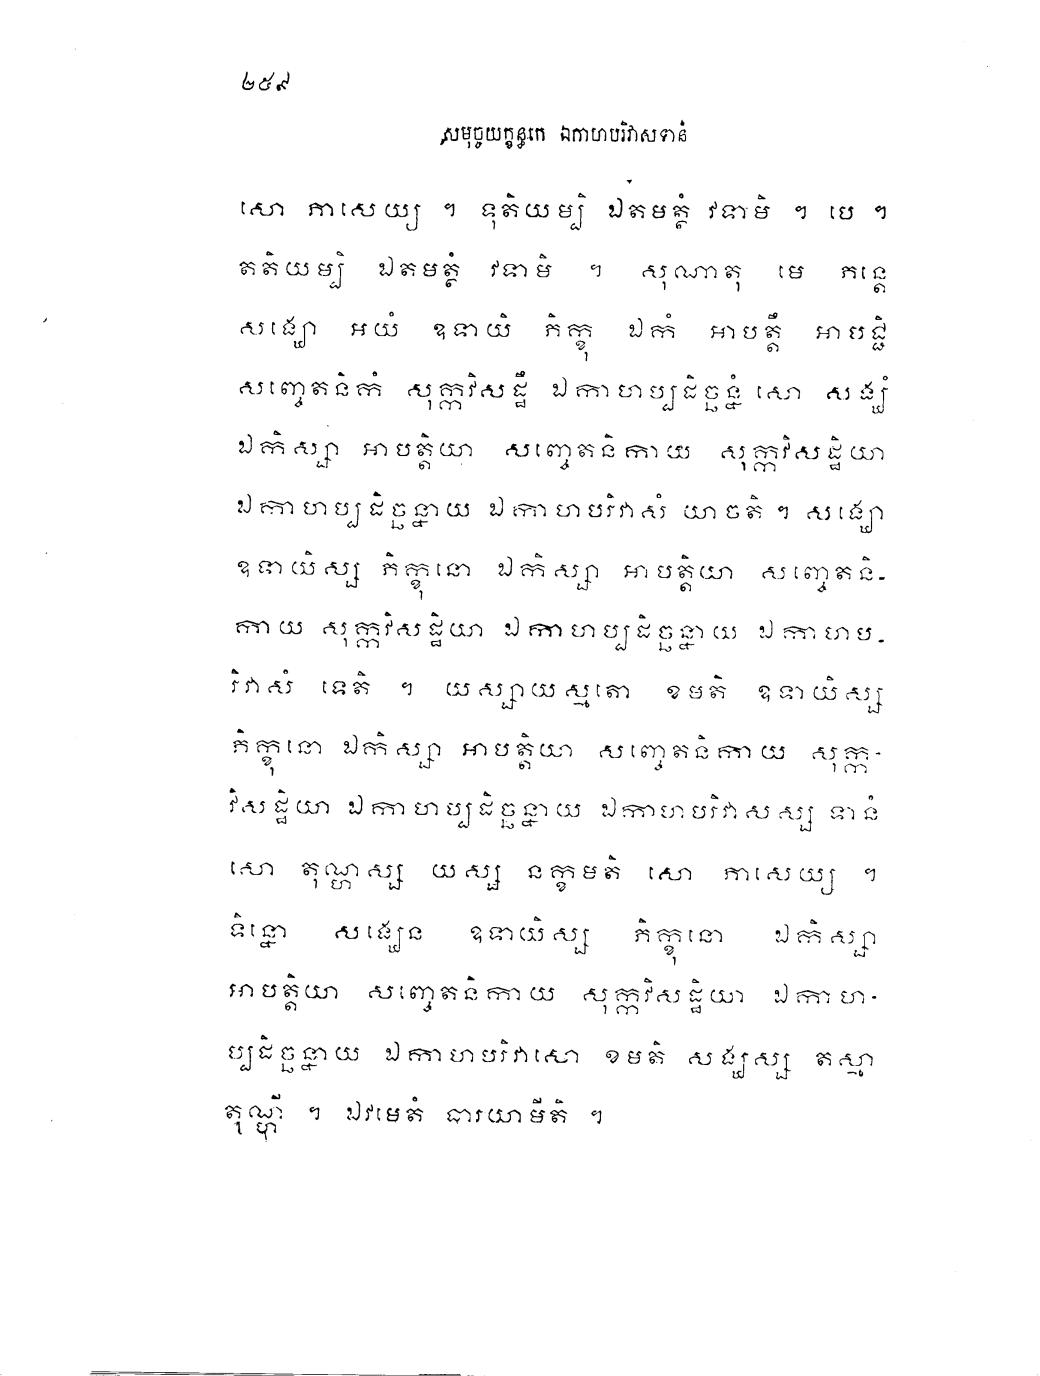 ២៥៩
សមុច្ចយក្ខន្ធកេ ឯកាហបរិវាសទានំ
សោ ភាសេយ្យ ។ ទុតិយម្បិ ឯតមត្ថំ វទាមិ ។ បេ ។
តតិយម្បិ ឯតមត្ថំ វទាមិ ។ សុណាតុ មេ ភន្តេ
សង្ឃោ អយំ ឧទាយិ ភិក្ខុ ឯកំ អាបត្តឹ អាបជ្ជិ
សញ្ចេតនិកំ សុក្កវិសដ្ឋឹ ឯកាហប្បដិច្ឆន្នំ សោ សង្ឃំ
ឯកិស្សា អាបត្តិយា សញ្ចេតនិកាយ សុក្កវិសដ្ឋិយា
ឯកាហប្បដិច្ឆន្នាយ ឯកាហបរិវាសំ យាចតិ ។ សង្ឃោ
ឧទាយិស្ស ភិក្ខុនោ ឯកិស្សា អាបត្តិយា សញ្ចេតនិ-
កាយ សុក្កវិសដ្ឋិយា ឯកាហប្បដិច្ឆន្នាយ ឯកាហប-
រិវាសំ ទេតិ ។ យស្សាយស្មតោ ខមតិ ឧទាយិស្ស
ភិក្ខុនោ ឯកិស្សា អាបត្តិយា សញ្ចេតនិកាយ សុក្ក-
វិសដ្ឋិយា ឯកាហប្បដិច្ឆន្នាយ ឯកាហបរិវាសស្ស ទានំ
សោ តុណ្ហស្ស យស្ស នក្ខមតិ សោ ភាសេយ្យ ។
ទិន្នោ សង្ឃេន ឧទាយិស្ស ភិក្ខុនោ ឯកិស្សា
អាបត្តិយា សញ្ចេតនិកាយ សុក្កវិសដ្ឋិយា ឯកាហ-
ប្បដិច្ឆន្នាយ ឯកាហបរិវាសោ ខមតិ សង្ឃស្ស តស្មា
តុណ្ហី ។ ឯវមេតំ ធារយាមីតិ ។